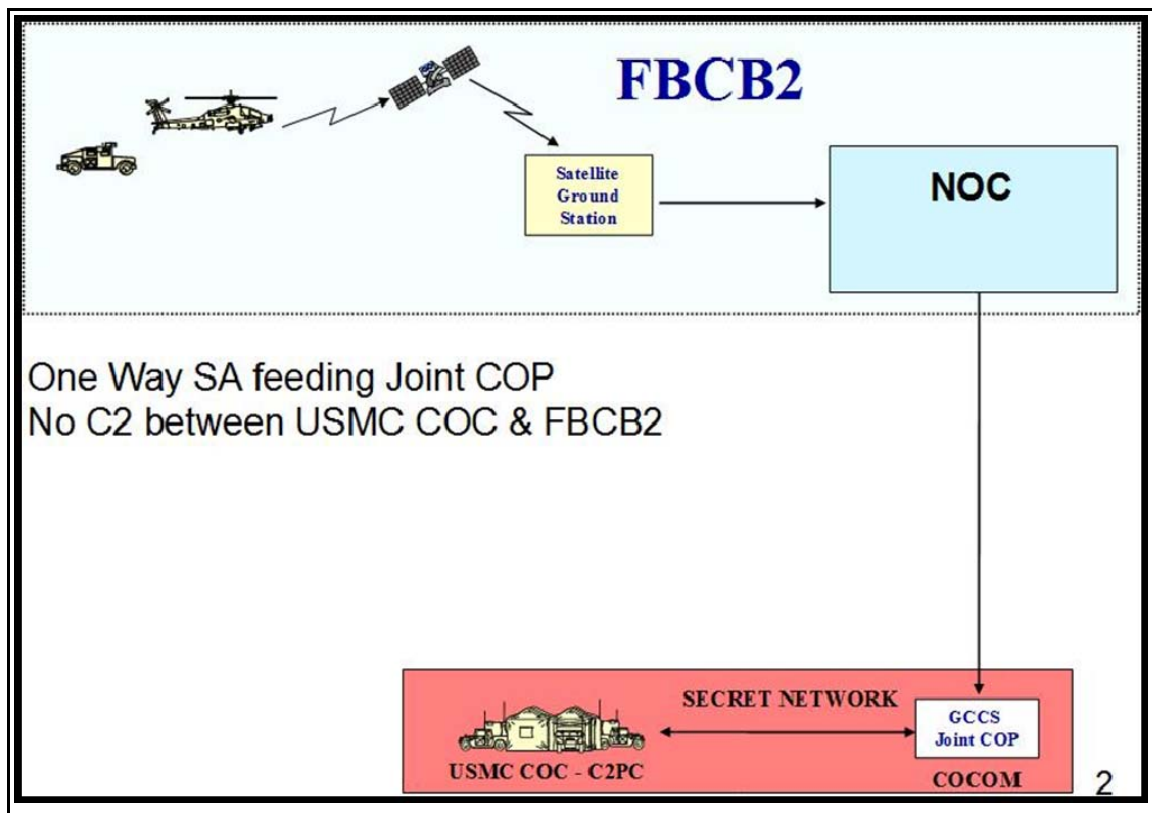 FBCB2
Satellite
Ground
Station
NOC
One Way SA feeding Joint COP
No C2 between USMC COC & FBCB2
SECRET NETWORK
GCCS
Joint COP
USMC COC - C2PC
COCOM
2